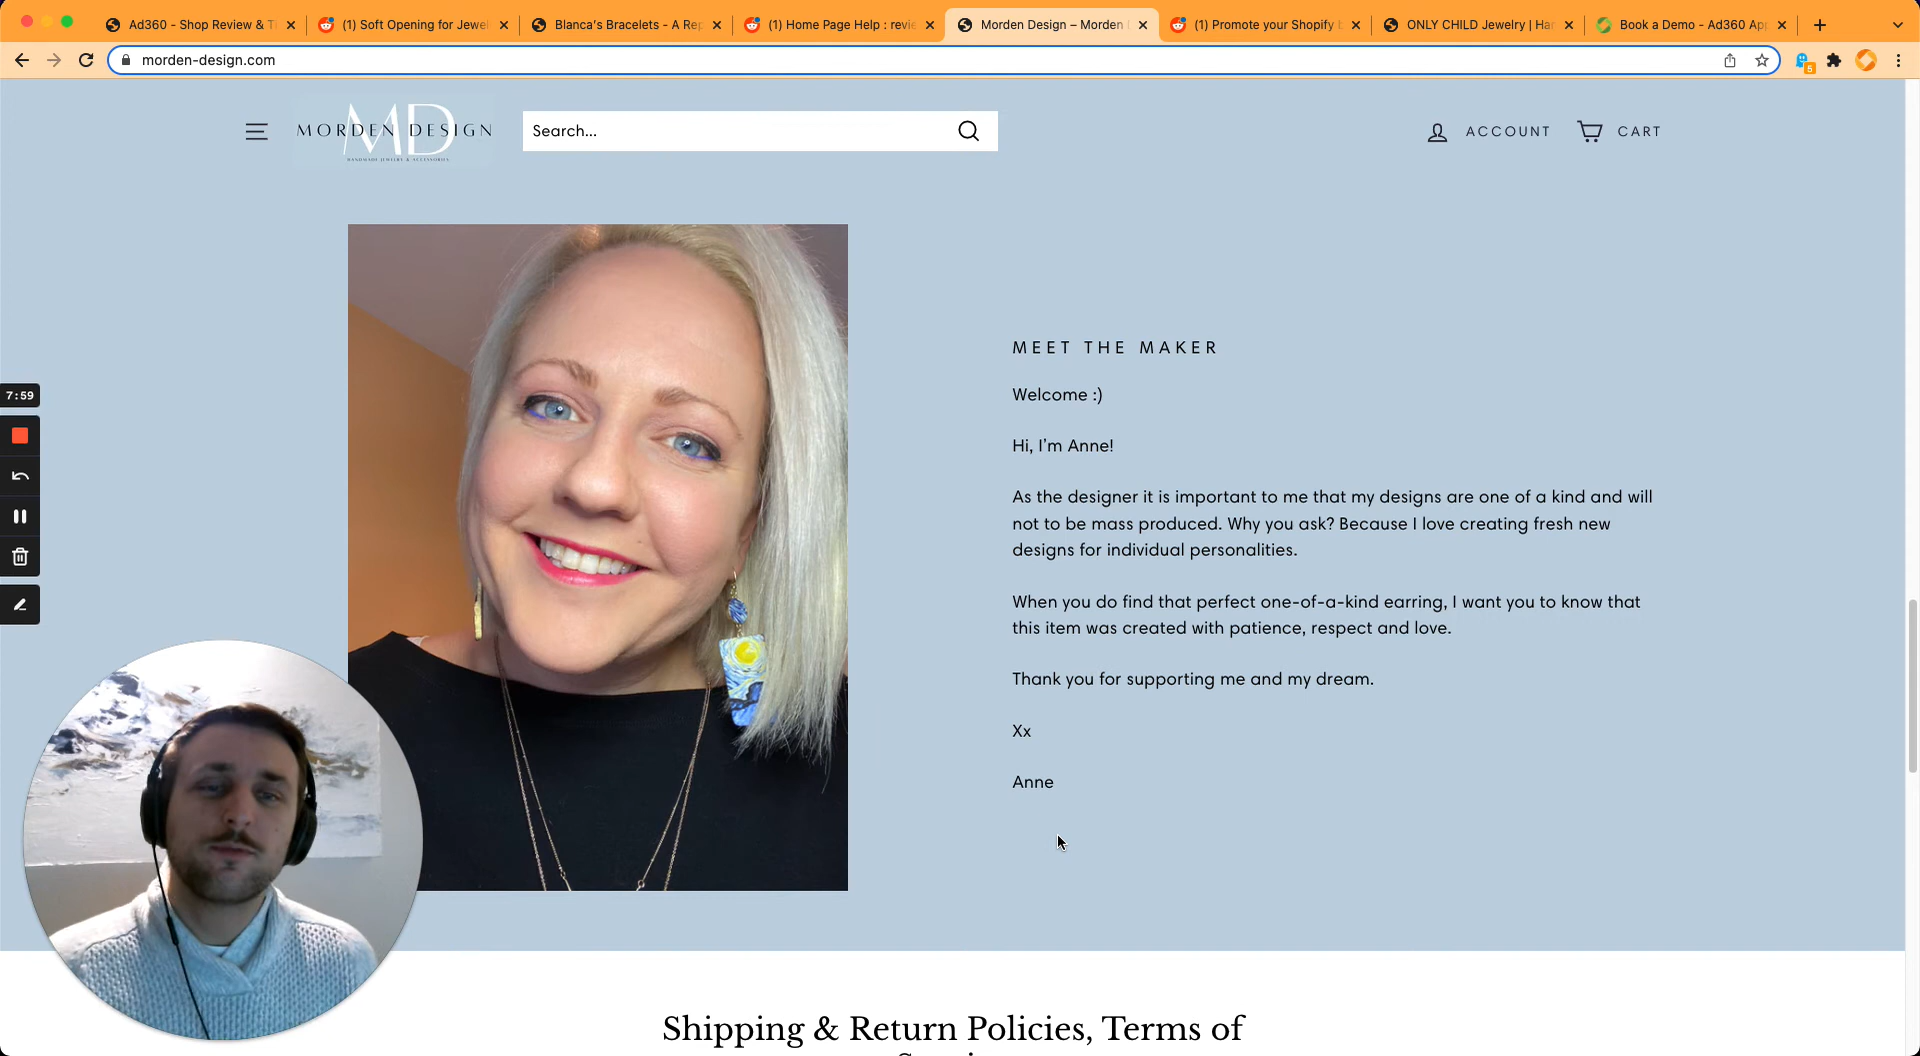 Ad360 - Shop Review & Ti
(1) Soft Opening for Jewel
Blanca's Bracelets - A Rep
(1) Home Page Help : revie
Morden Design – Morden
(1) Promote your Shopify
ONLY CHILD Jewelry | Han
Book a Demo - Ad360 App
morden-design.com
5
MD
MORDEN DESIGN
HANDMADE JEWELRY & ACCESSORIES
Search...
ACCOUNT
CART
MEET THE MAKER
Welcome :)
Hi, I'm Anne!
As the designer it is important to me that my designs are one of a kind and will
not to be mass produced. Why you ask? Because I love creating fresh new
designs for individual personalities.
When you do find that perfect one-of-a-kind earring, I want you to know that
this item was created with patience, respect and love.
Thank you for supporting me and my dream.
Xx
Anne
7:59
Shipping & Return Policies, Terms of